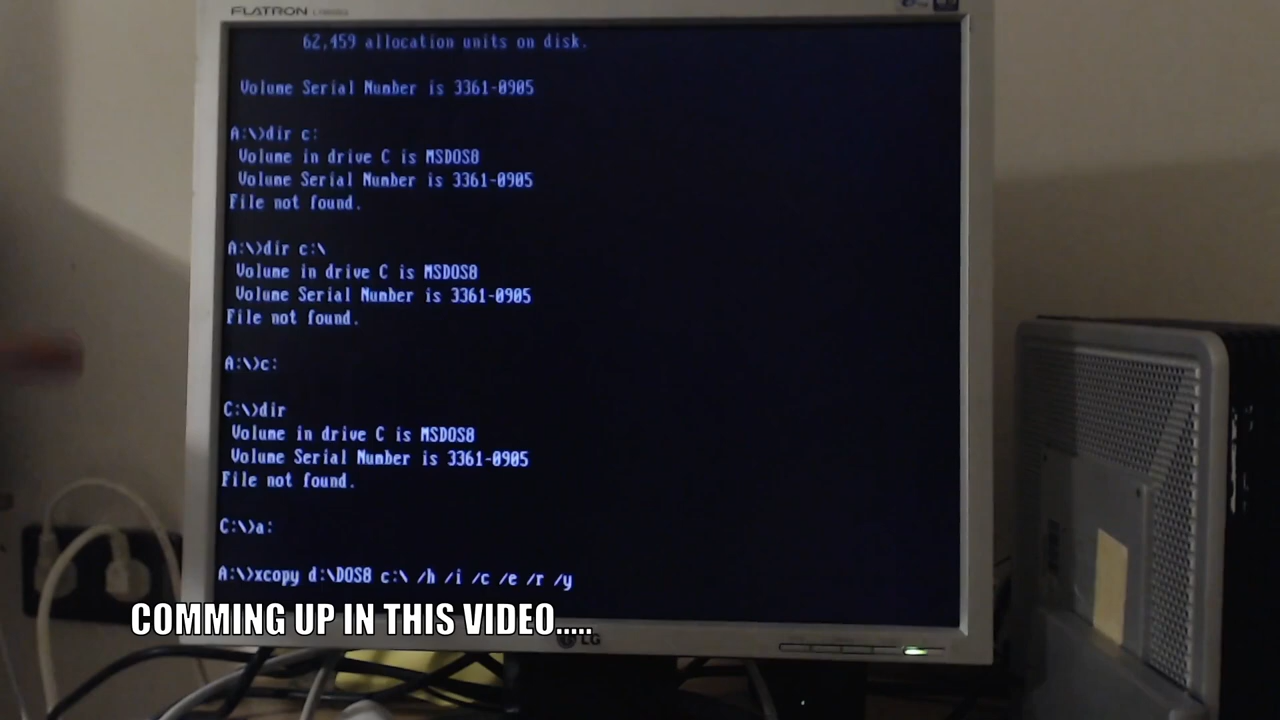 FLATRON
62,459 allocation units on disk.
Volume Serial Number is 3361-0905
A:\>dir c:
Volume in drive C is MSDOS8
Volume Serial Number is 3361-0905
File not found.
A:\>dir c:\
Volume in drive C is MSDOS8
Volume Serial Number is 3361-0905
File not found.
A:\>c:
C:\>dir
Volume in drive C is MSDOS8
Volume Serial Number is 3361-0905
File not found.
C:\>a:
A:\>xcopy d:\DOS8 c:\ /h /i /c /e /r /y
COMMING UP IN THIS VIDEO.....
LG